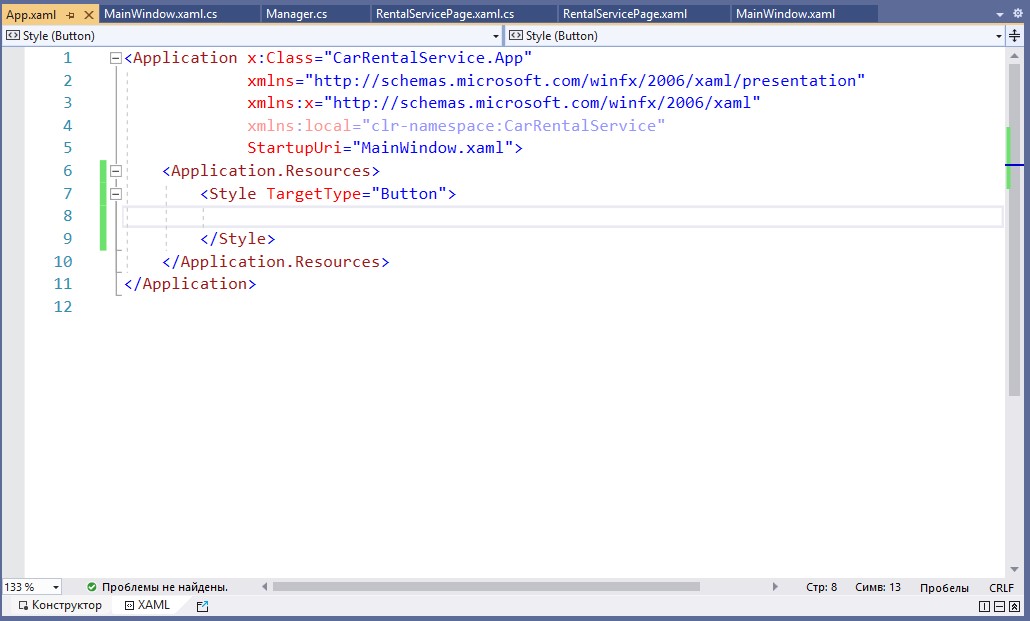 App.xaml MainWindow.xaml.cs Manager.cs RentalServicePage.xaml.cs RentalServicePage.xaml MainWindow.xaml
Style (Button) Style (Button)
1 <Application x:Class="CarRentalService.App"
2 xmlns="http://schemas.microsoft.com/winfx/2006/xaml/presentation"
3 xmlns:x="http://schemas.microsoft.com/winfx/2006/xaml"
4 xmlns:local="clr-namespace:CarRentalService"
5 StartupUri="MainWindow.xaml">
6 <Application.Resources>
7 <Style TargetType="Button">
8
9 </Style>
10 </Application.Resources>
11 </Application>
12
133 % Проблемы не найдены. Стр: 8 Симв: 13 Пробелы CRLF
Конструктор XAML